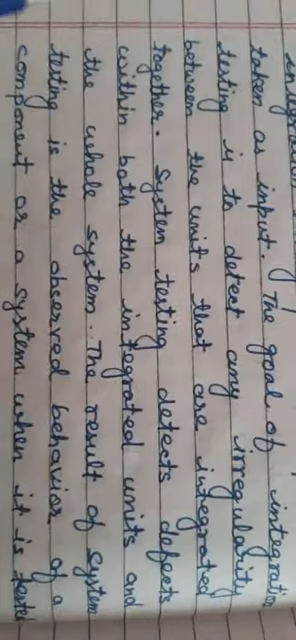 taken as input. The goal of integration
testing is to detect any irregularity
between the units that are integrated
together. System testing detects defects
within both the integrated units and
the whole system. The result of system
testing is the observed behavior of a
component or a system when it is tested